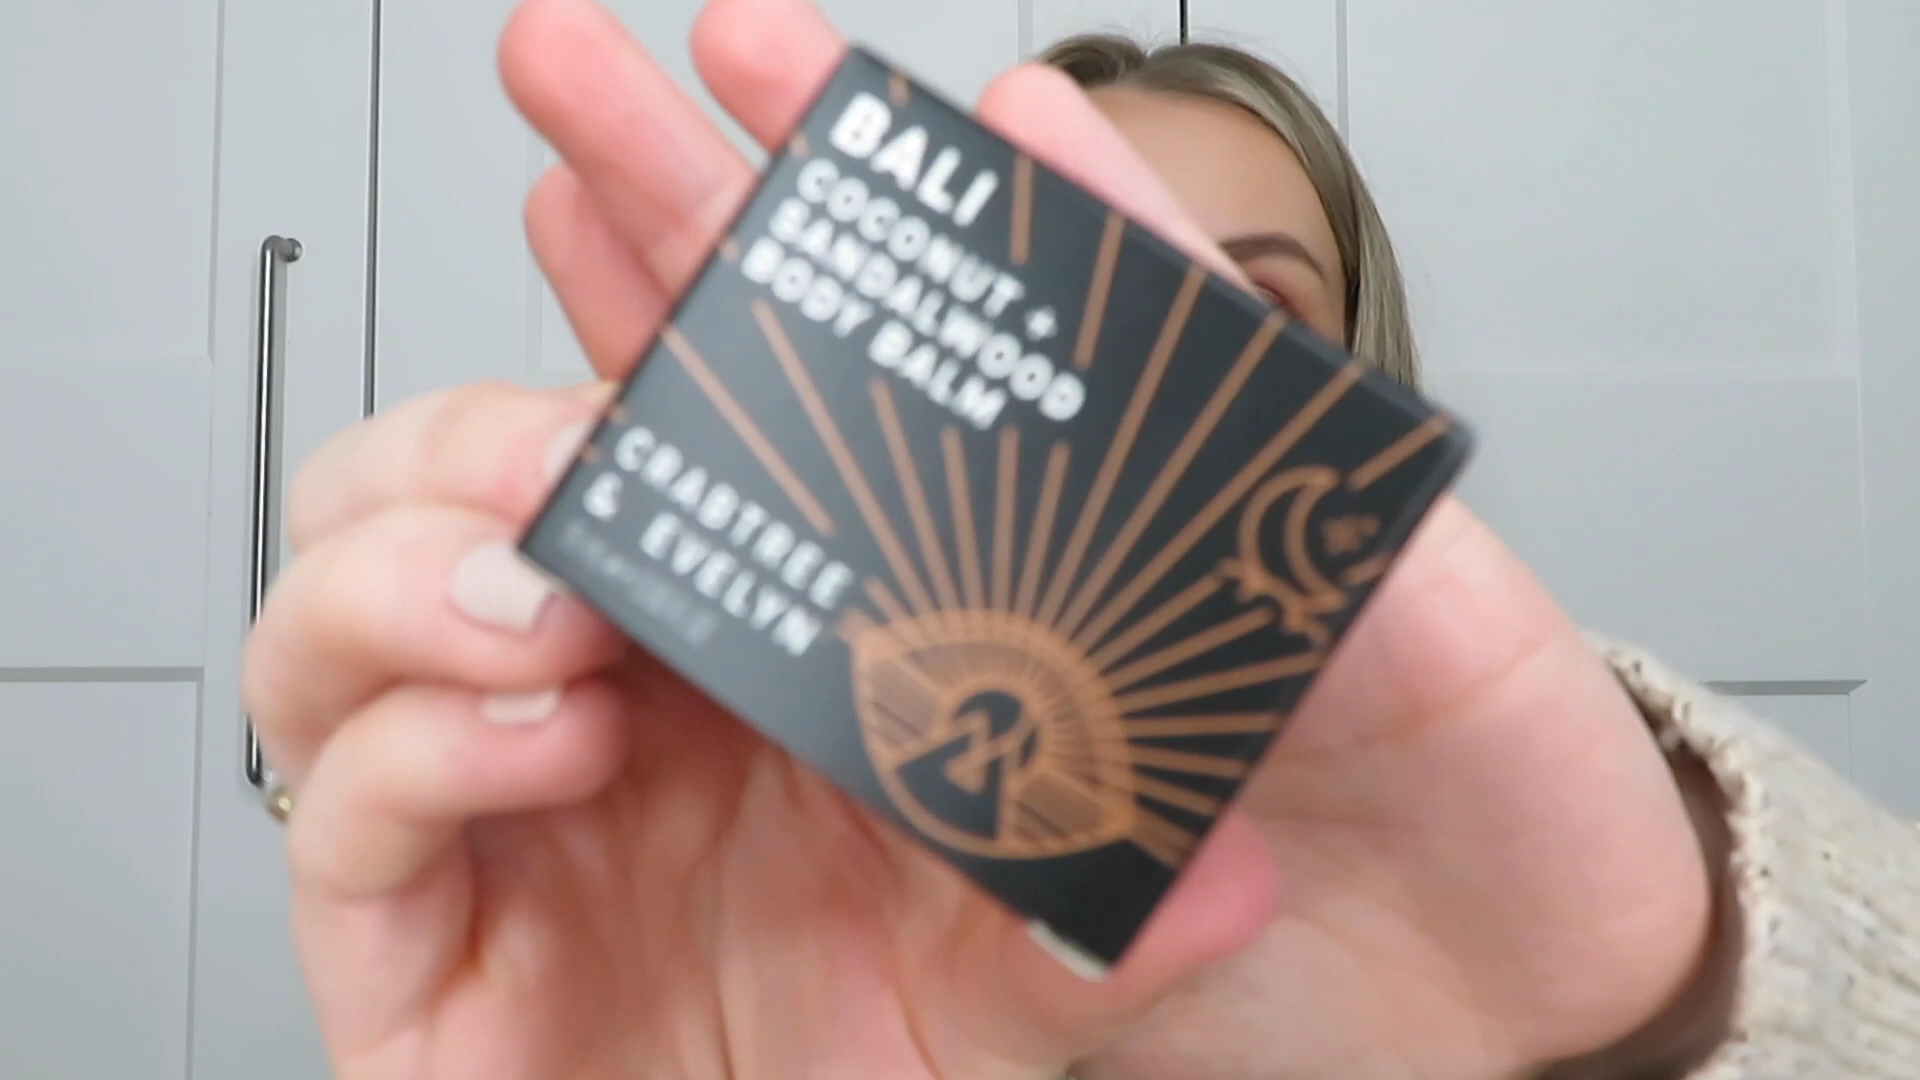 BALI
COCONUT +
SANDALWOOD
BODY BALM
CRABTREE
& EVELYN